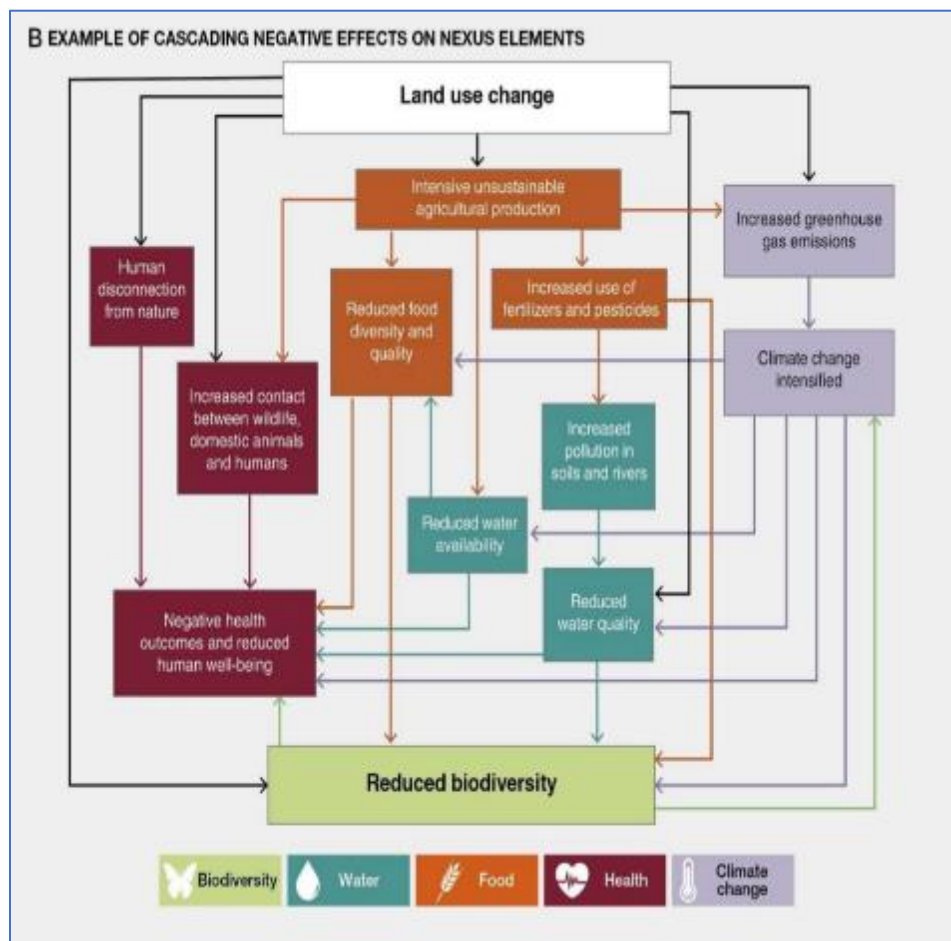 B EXAMPLE OF CASCADING NEGATIVE EFFECTS ON NEXUS ELEMENTS
Land use change
Intensive unsustainable
agricultural production
Increased greenhouse
gas emissions
Human
disconnection
from nature
Reduced food
diversity and
quality
Increased use of
fertilizers and pesticides
Climate change
intensified
Increased contact
between wildlife,
domestic animals
and humans
Increased
pollution in
soils and rivers
Reduced water
availability
Reduced
water quality
Negative health
outcomes and reduced
human well-being
Reduced biodiversity
Biodiversity
Water
Food
Health
Climate
change